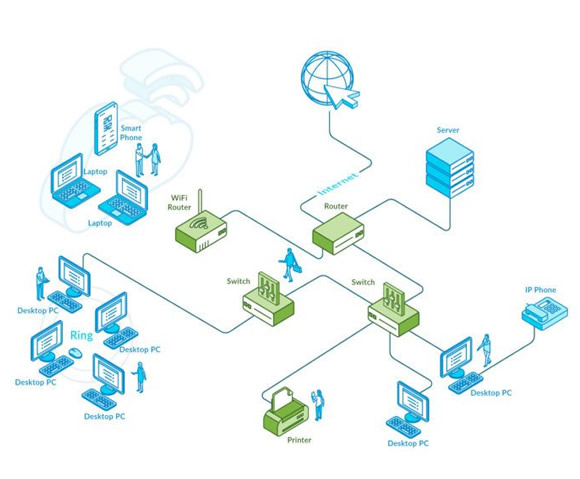 Smart
Phone
Server
Laptop
Internet
WiFi
Router
Router
Laptop
Switch
Switch
IP Phone
Desktop PC
Ring
Desktop PC
Desktop PC
Desktop PC
Desktop PC
Printer
Desktop PC